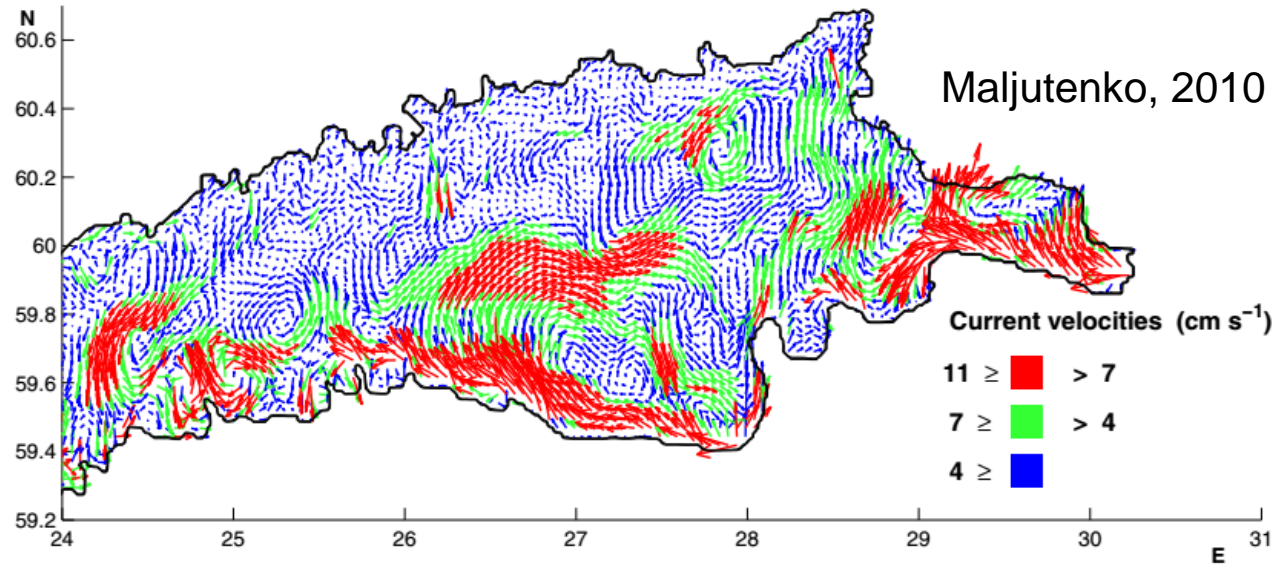 N
60.6
60.4
60.2
60
59.8
59.6
59.4
59.2
Maljutenko, 2010
Current velocities (cm s⁻¹)
11 ≥ > 7
7 ≥ > 4
4 ≥
24 25 26 27 28 29 30 31
E